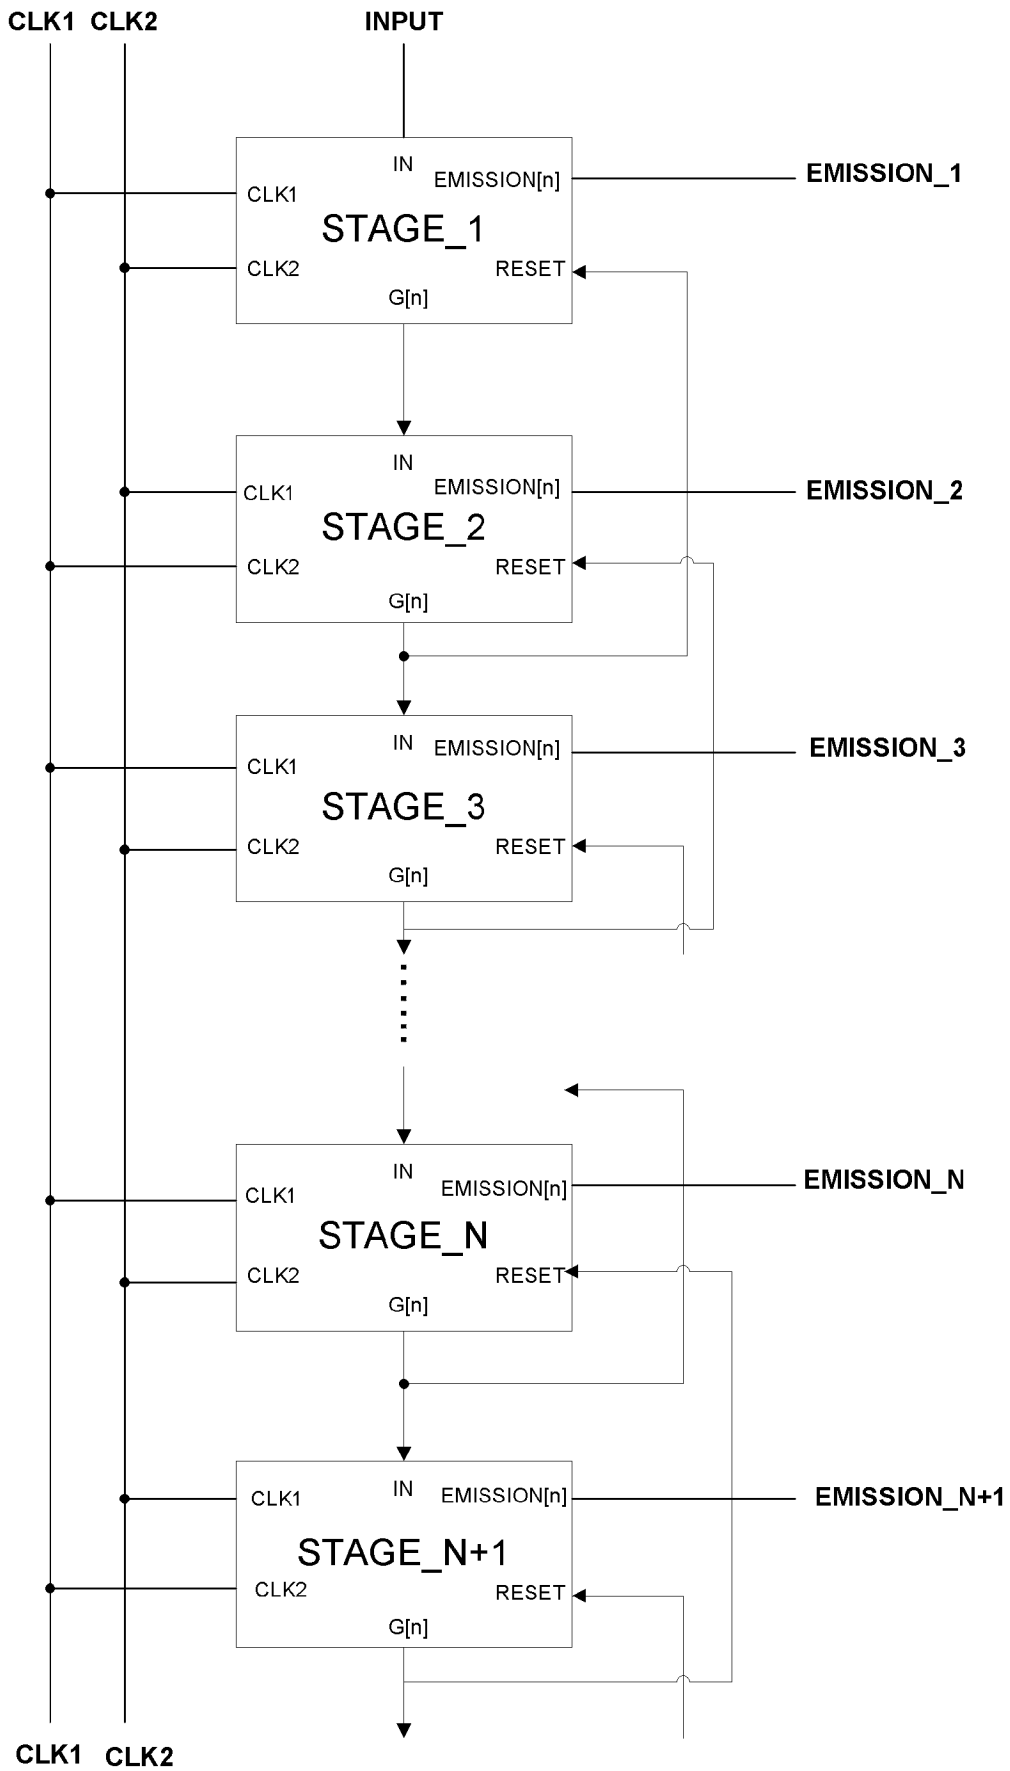 CLK1 CLK2 INPUT
IN
EMISSION[n] EMISSION_1
CLK1
STAGE_1
CLK2 RESET
G[n]
IN
EMISSION[n] EMISSION_2
CLK1
STAGE_2
CLK2 RESET
G[n]
IN EMISSION[n] EMISSION_3
CLK1
STAGE_3
CLK2 RESET
G[n]
IN
EMISSION[n] EMISSION_N
CLK1
STAGE_N
CLK2 RESET
G[n]
IN EMISSION[n] EMISSION_N+1
CLK1
STAGE_N+1
CLK2 RESET
G[n]
CLK1 CLK2